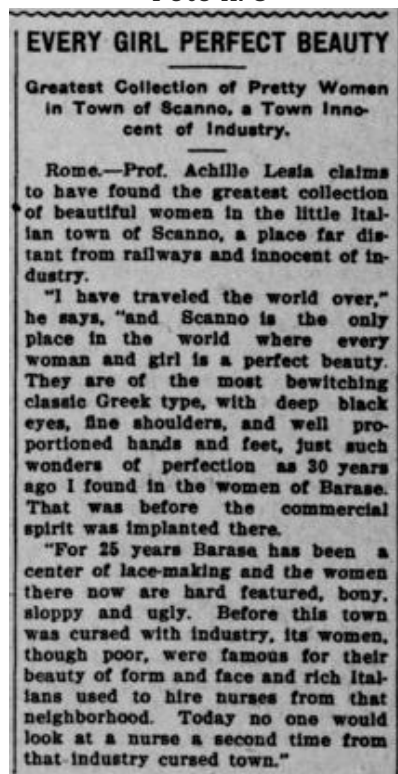 EVERY GIRL PERFECT BEAUTY
Greatest Collection of Pretty Women
in Town of Scanno, a Town Inno-
cent of Industry.
Rome.—Prof. Achille Lesia claims
to have found the greatest collection
of beautiful women in the little Ital-
ian town of Scanno, a place far dis-
tant from railways and innocent of in-
dustry.
"I have traveled the world over,"
he says, "and Scanno is the only
place in the world where every
woman and girl is a perfect beauty.
They are of the most bewitching
classic Greek type, with deep black
eyes, fine shoulders, and well pro-
portioned hands and feet, just such
wonders of perfection as 30 years
ago I found in the women of Barase.
That was before the commercial
spirit was implanted there.
"For 25 years Barase has been a
center of lace-making and the women
there now are hard featured, bony,
sloppy and ugly. Before this town
was cursed with industry, its women,
though poor, were famous for their
beauty of form and face and rich Ital-
ians used to hire nurses from that
neighborhood. Today no one would
look at a nurse a second time from
that industry cursed town."